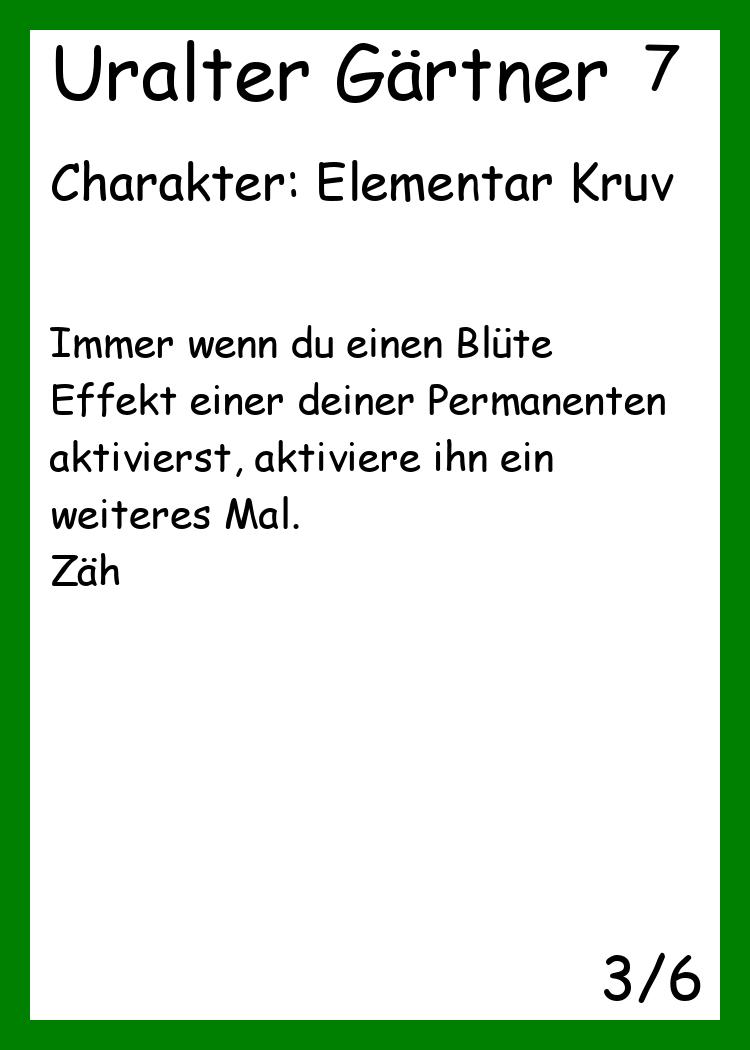 Uralter Gärtner 7
Charakter: Elementar Kruv
Immer wenn du einen Blüte
Effekt einer deiner Permanenten
aktivierst, aktiviere ihn ein
weiteres Mal.
Zäh
3/6